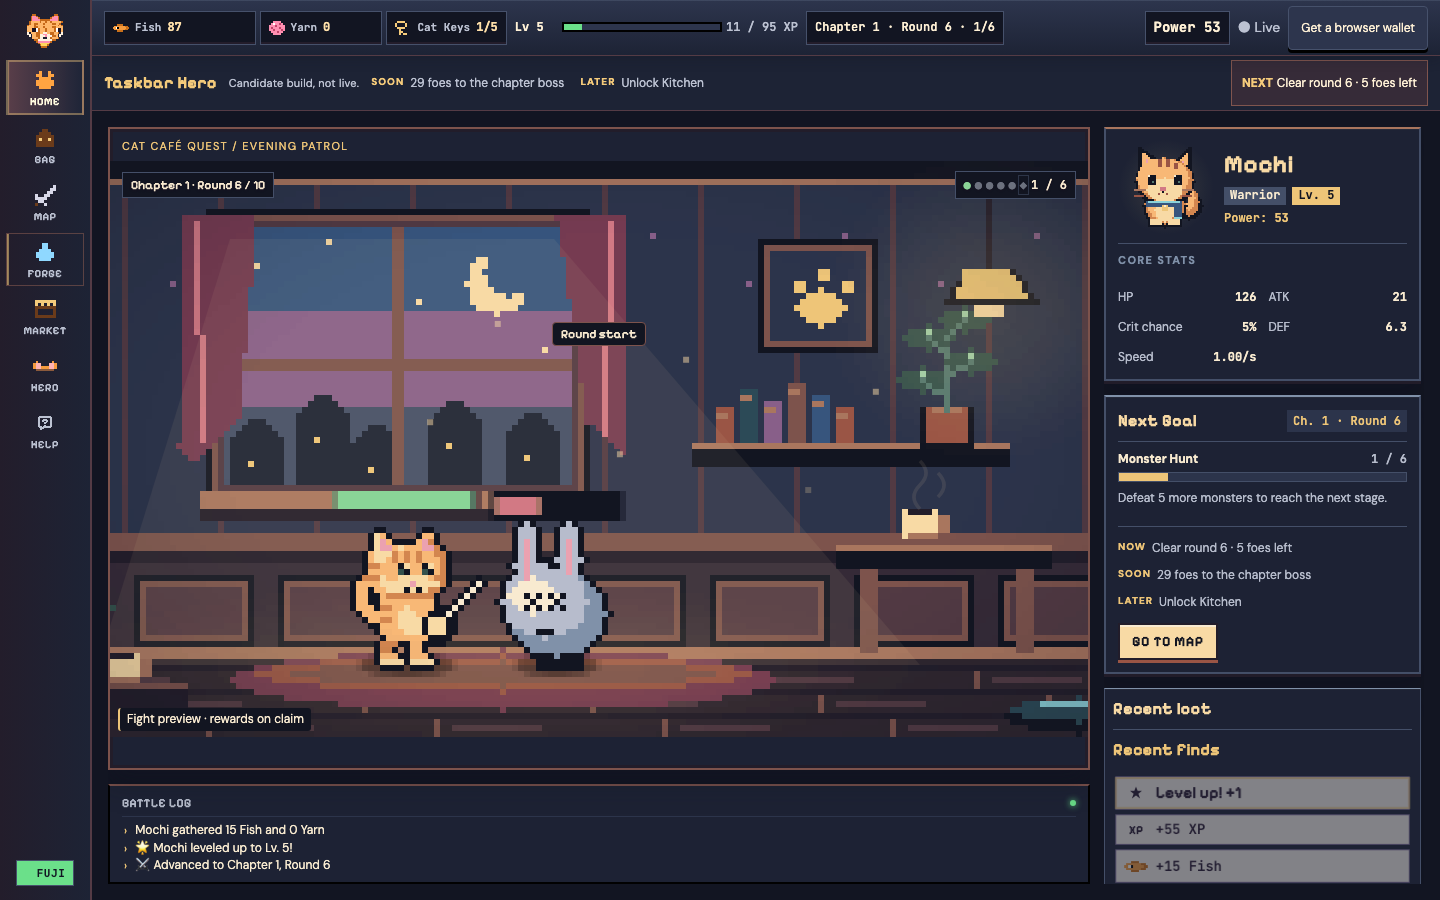 Fish 87
Yarn 0
Cat Keys 1/5
Lv 5
11 / 95 XP
Chapter 1 · Round 6 · 1/6
Power 53
Live
Get a browser wallet
Taskbar Hero
Candidate build, not live.
SOON 29 foes to the chapter boss
LATER Unlock Kitchen
NEXT Clear round 6 · 5 foes left
HOME
BAG
MAP
FORGE
MARKET
HERO
HELP
FUJI
CAT CAFÉ QUEST / EVENING PATROL
Chapter 1 · Round 6 / 10
1 / 6
Round start
Fight preview · rewards on claim
BATTLE LOG
› Mochi gathered 15 Fish and 0 Yarn
› 🌟 Mochi leveled up to Lv. 5!
› ⚔️ Advanced to Chapter 1, Round 6
Mochi
Warrior
Lv. 5
Power: 53
CORE STATS
HP 126 ATK 21
Crit chance 5% DEF 6.3
Speed 1.00/s
Next Goal
Ch. 1 · Round 6
Monster Hunt 1 / 6
Defeat 5 more monsters to reach the next stage.
NOW Clear round 6 · 5 foes left
SOON 29 foes to the chapter boss
LATER Unlock Kitchen
GO TO MAP
Recent loot
Recent finds
★ Level up! +1
XP +55 XP
+15 Fish